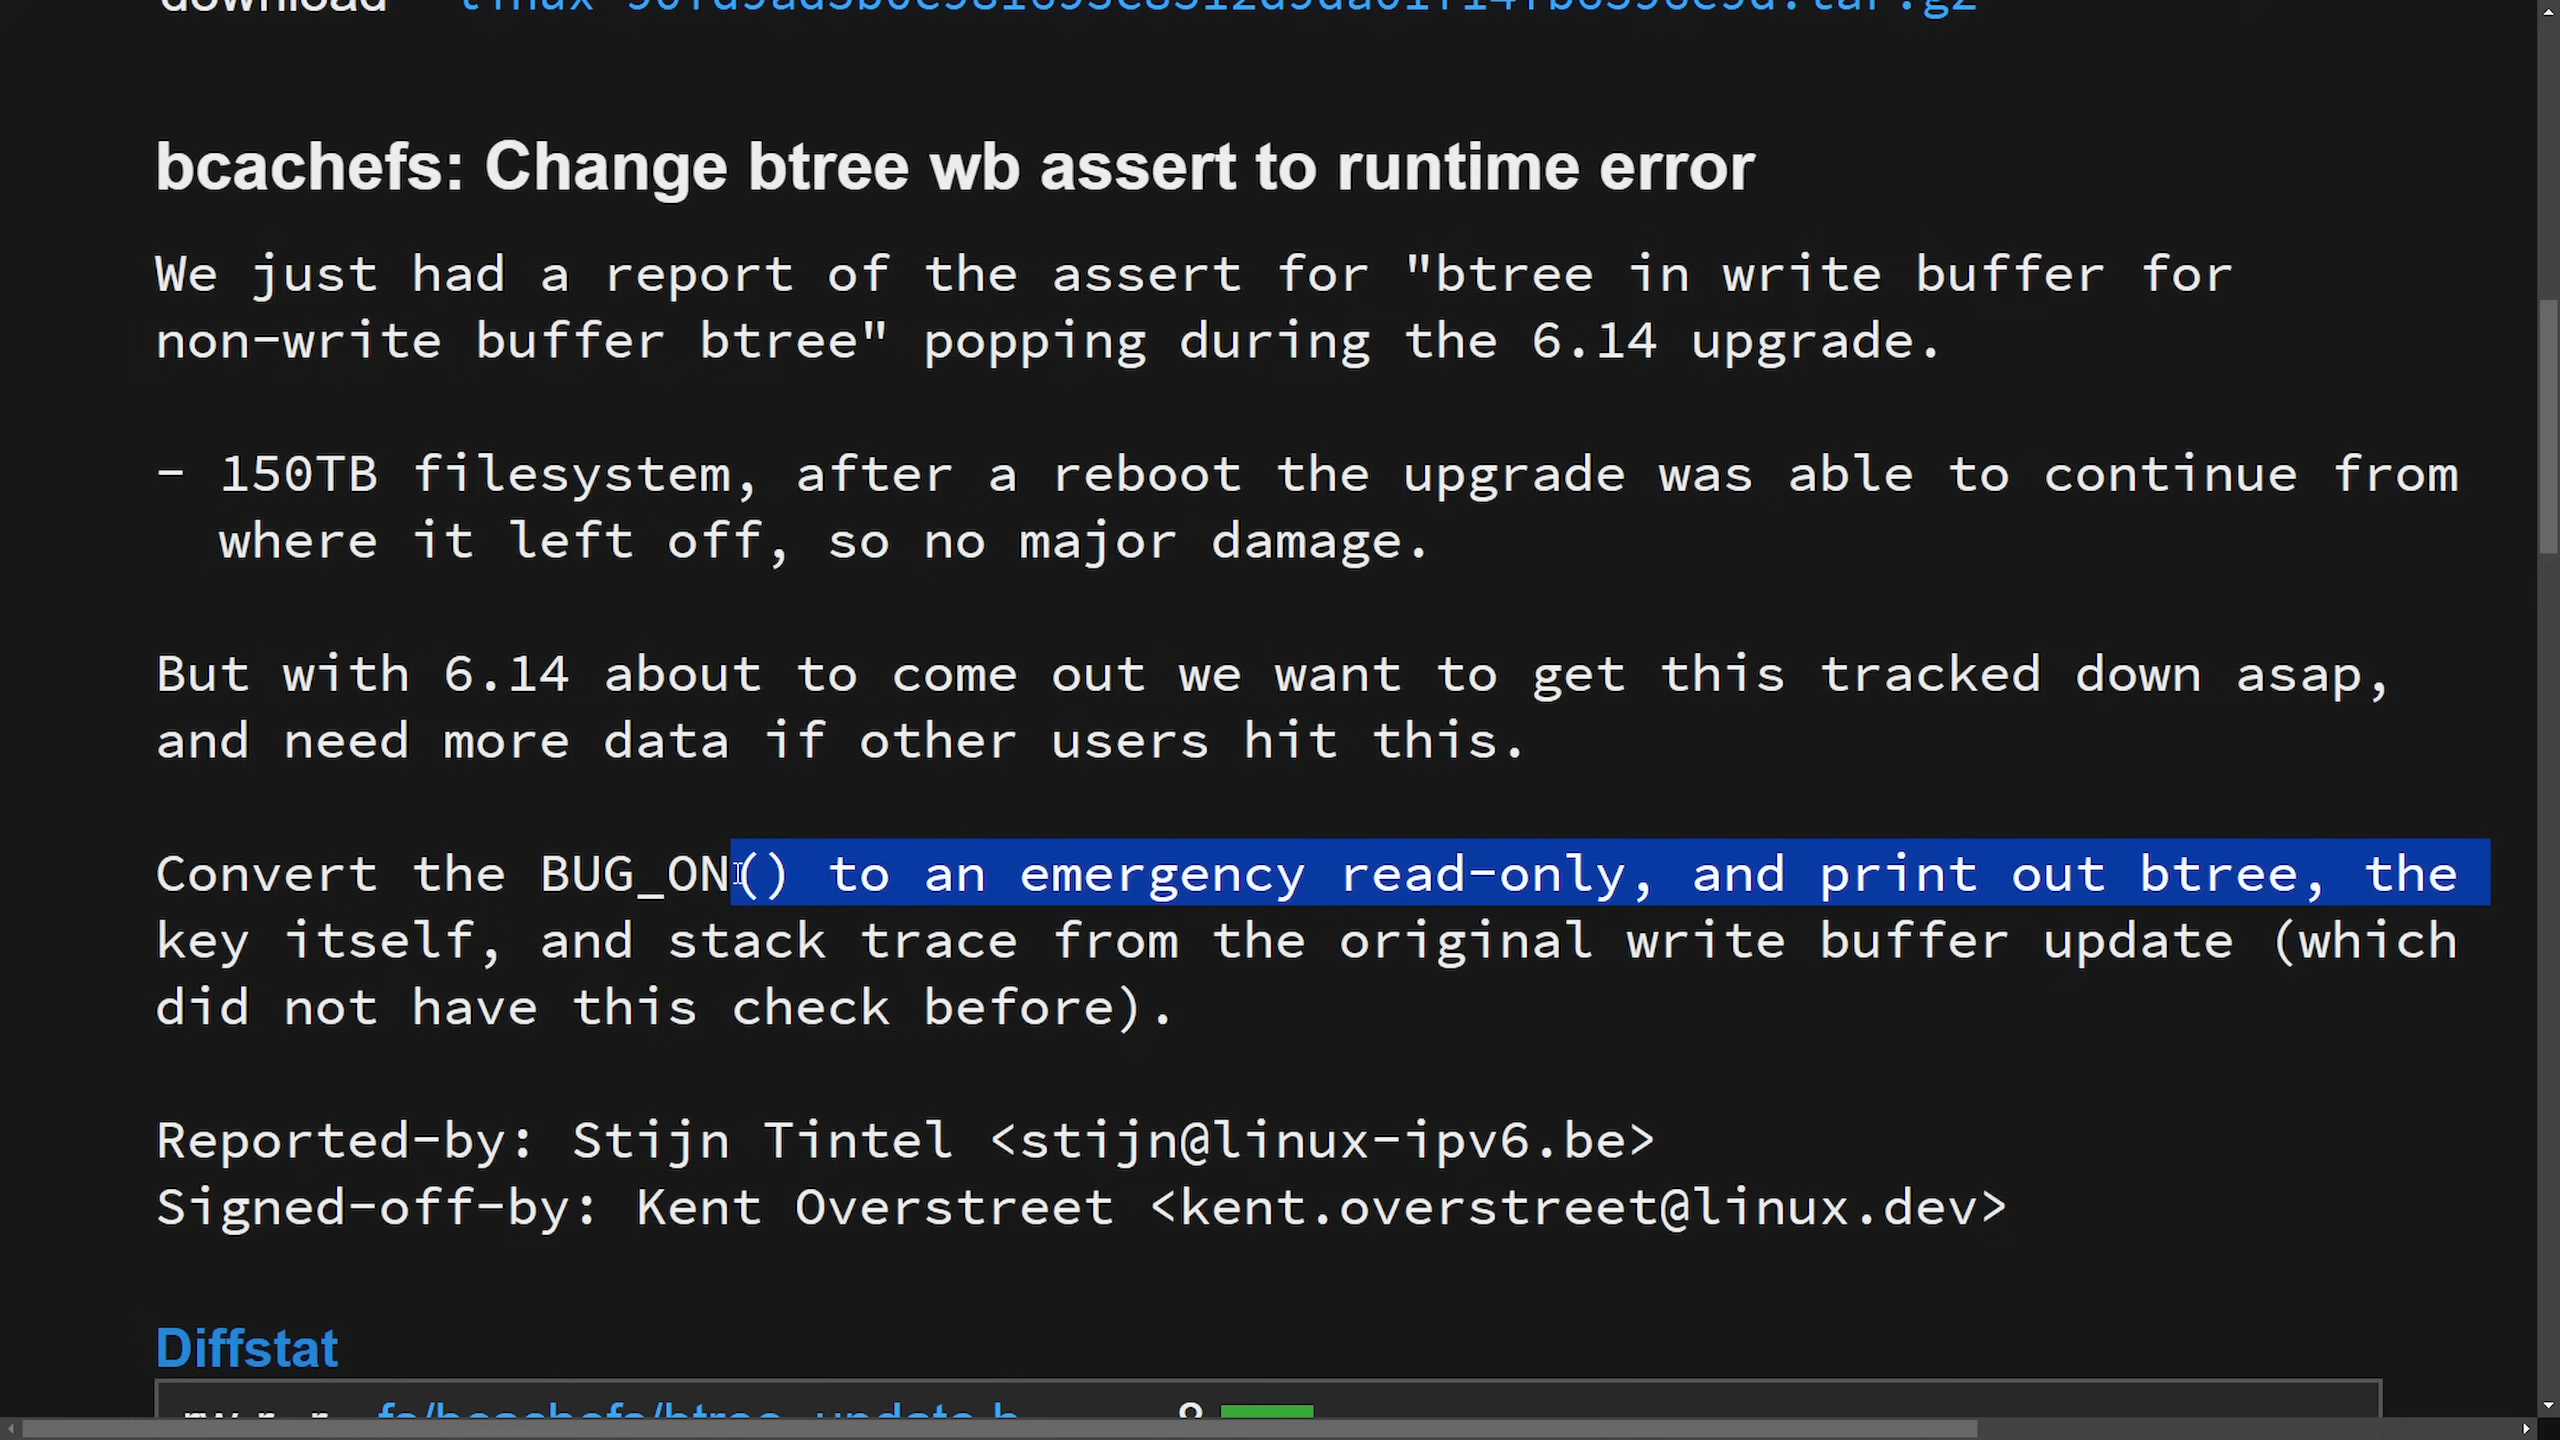 download
bcachefs: Change btree wb assert to runtime error
We just had a report of the assert for "btree in write buffer for
non-write buffer btree" popping during the 6.14 upgrade.
- 150TB filesystem, after a reboot the upgrade was able to continue from
where it left off, so no major damage.
But with 6.14 about to come out we want to get this tracked down asap,
and need more data if other users hit this.
Convert the BUG_ON() to an emergency read-only, and print out btree, the
key itself, and stack trace from the original write buffer update (which
did not have this check before).
Reported-by: Stijn Tintel <stijn@linux-ipv6.be>
Signed-off-by: Kent Overstreet <kent.overstreet@linux.dev>
Diffstat
fs/bcachefs/btree_update.h